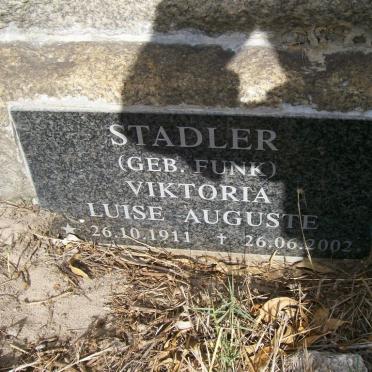 STADLER
(GEB. FUNK)
VIKTORIA
LUISE AUGUSTE
* 26.10.1911 † 26.06.2002